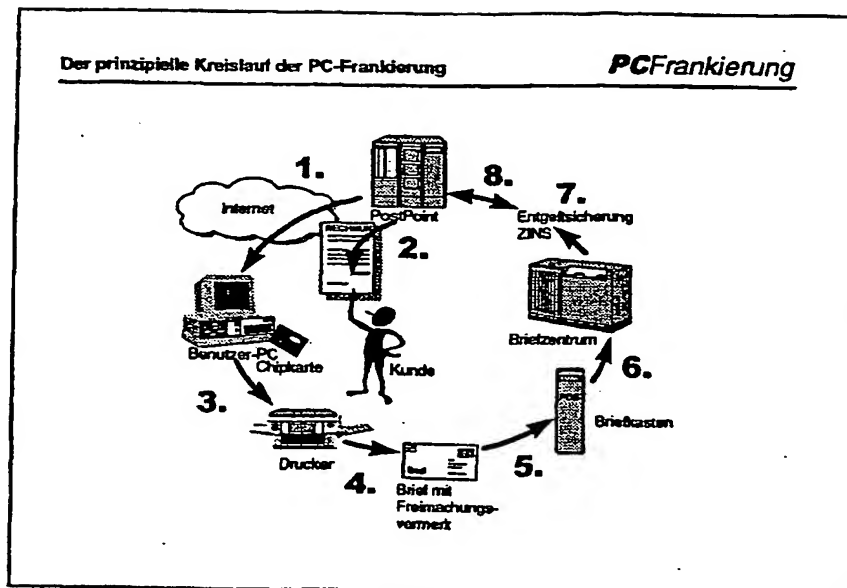 Der prinzipielle Kreislauf der PC-Frankierung
PCFrankierung
1.
Internet
PostPoint
8.
7.
Entgeltsicherung
ZINS
RECHNUNG
2.
Benutzer-PC
Chipkarte
Kunde
Briefzentrum
6.
3.
Drucker
4.
Brief mit
Freimachungs-
vermerk
5.
Briefkasten